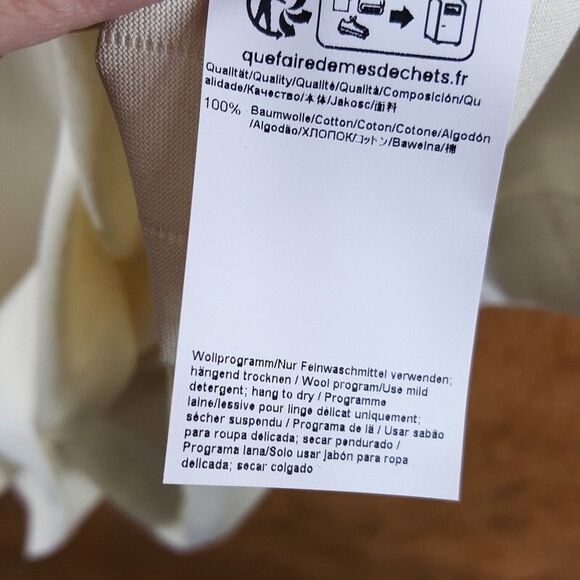 quefairedemesdechets.fr
Qualität/Quality/Qualité/Qualità/Composición/Qu
alidade/Качество/本体/Jakosc/面料
100% Baumwolle/Cotton/Coton/Cotone/Algodón
/Algodão/ХЛОПОК/コットン/Bawelna/棉
Wollprogramm/Nur Feinwaschmittel verwenden;
hängend trocknen / Wool program/Use mild
detergent; hang to dry / Programme
laine/lessive pour linge délicat uniquement;
sécher suspendu / Programa de lã / Usar sabão
para roupa delicada; secar pendurado /
Programa lana/Solo usar jabón para ropa
delicada; secar colgado